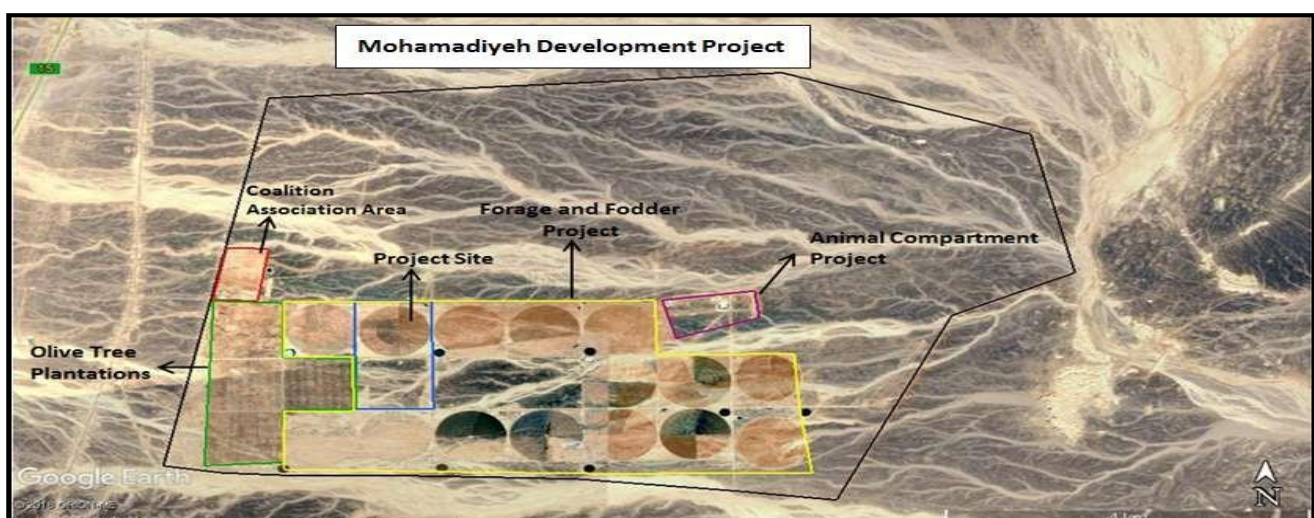 Mohamadiyeh Development Project
15
Coalition
Association Area
Forage and Fodder
Project
Project Site
Animal Compartment
Project
Olive Tree
Plantations
Google Earth
N